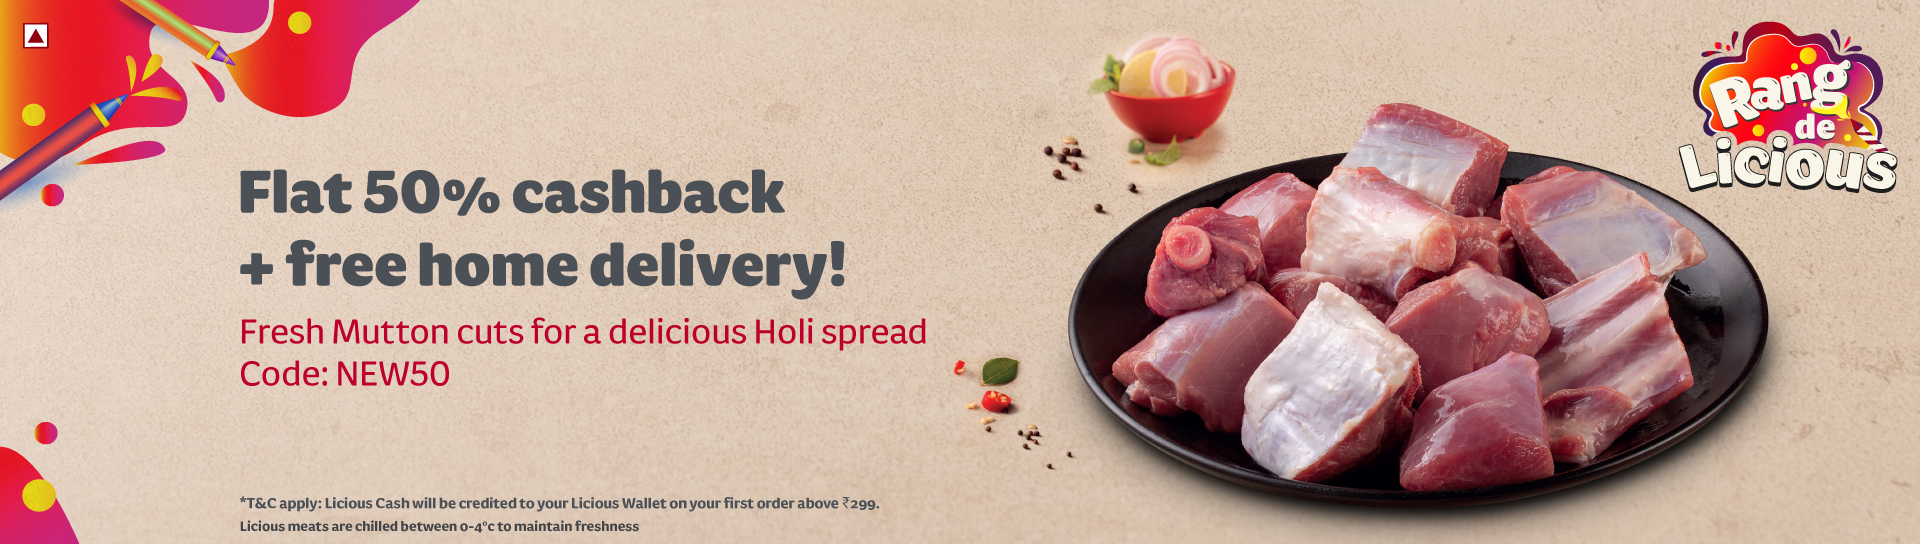 Rang
de
Licious
Flat 50% cashback
+ free home delivery!
Fresh Mutton cuts for a delicious Holi spread
Code: NEW50
*T&C apply: Licious Cash will be credited to your Licious Wallet on your first order above ₹299.
Licious meats are chilled between 0-4°c to maintain freshness